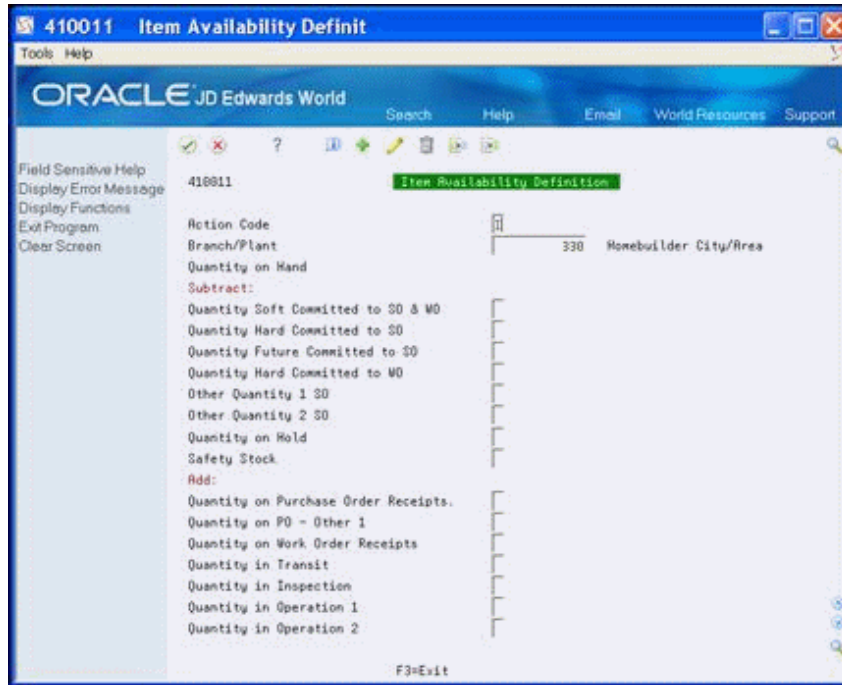 410011 Item Availability Definit
Tools Help
ORACLE JD Edwards World
Search Help Email World Resources Support
?
Field Sensitive Help
Display Error Message
Display Functions
Exit Program
Clear Screen
410011 Item Availability Definition
Action Code I
Branch/Plant 330 Homebuilder City/Area
Quantity on Hand
Subtract:
Quantity Soft Committed to SO & WO
Quantity Hard Committed to SO
Quantity Future Committed to SO
Quantity Hard Committed to WO
Other Quantity 1 SO
Other Quantity 2 SO
Quantity on Hold
Safety Stock
Add:
Quantity on Purchase Order Receipts.
Quantity on PO - Other 1
Quantity on Work Order Receipts
Quantity in Transit
Quantity in Inspection
Quantity in Operation 1
Quantity in Operation 2
F3=Exit